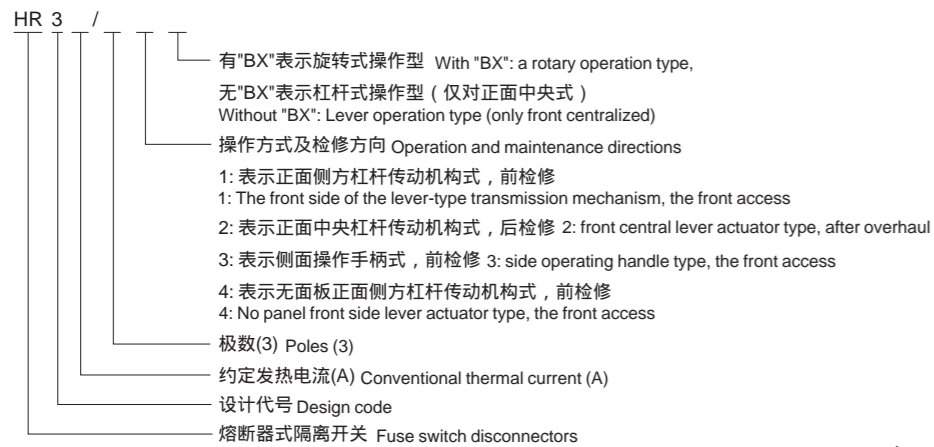 HR 3 /
有"BX"表示旋转式操作型 With "BX": a rotary operation type,
无"BX"表示杠杆式操作型（仅对正面中央式）
Without "BX": Lever operation type (only front centralized)
操作方式及检修方向 Operation and maintenance directions
1: 表示正面侧方杠杆传动机构式，前检修
1: The front side of the lever-type transmission mechanism, the front access
2: 表示正面中央杠杆传动机构式，后检修 2: front central lever actuator type, after overhaul
3: 表示侧面操作手柄式，前检修 3: side operating handle type, the front access
4: 表示无面板正面侧方杠杆传动机构式，前检修
4: No panel front side lever actuator type, the front access
极数(3) Poles (3)
约定发热电流(A) Conventional thermal current (A)
设计代号 Design code
熔断器式隔离开关 Fuse switch disconnectors